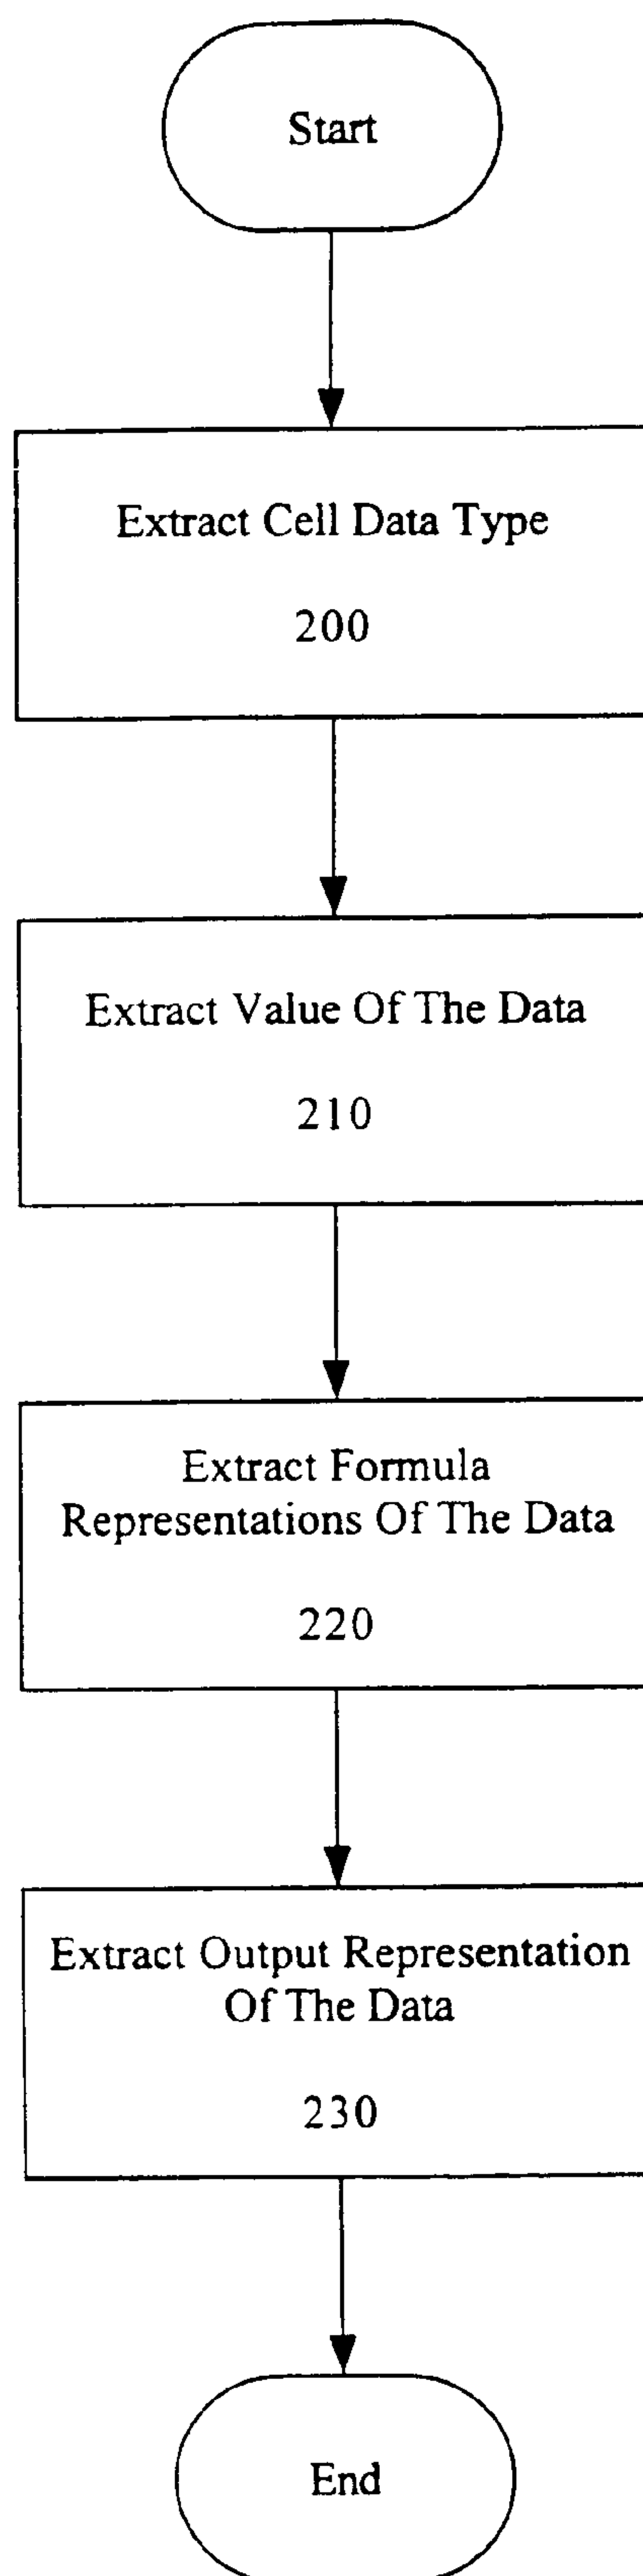 Start
Extract Cell Data Type
200
Extract Value Of The Data
210
Extract Formula
Representations Of The Data
220
Extract Output Representation
Of The Data
230
End